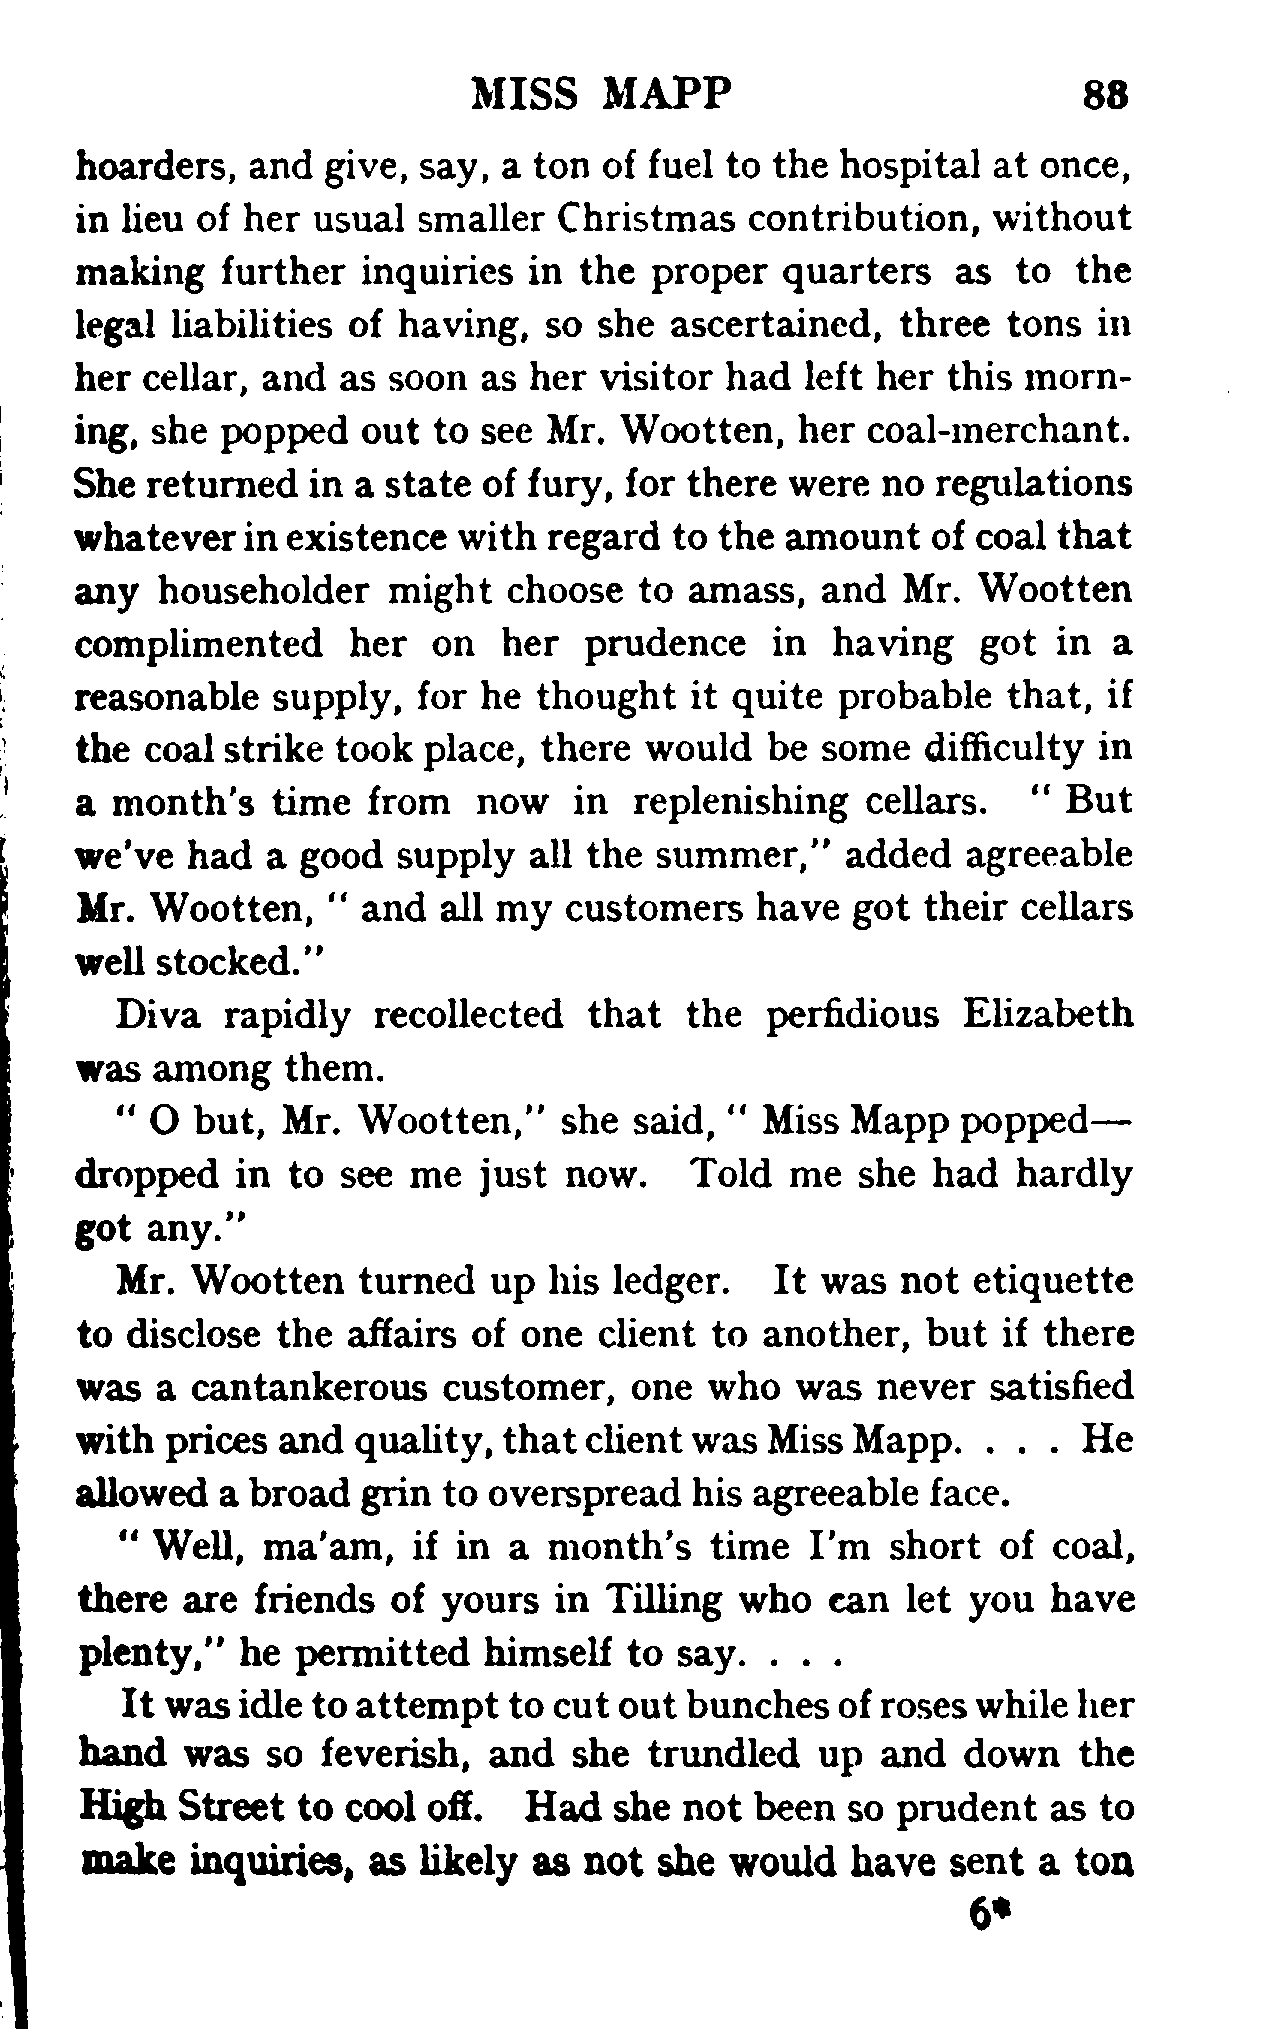 MISS MAPP 83
hoarders, and give, say, a ton of fuel to the hospital at once,
in lieu of her usual smaller Christmas contribution, without
making further inquiries in the proper quarters as to the
legal liabilities of having, so she ascertained, three tons in
her cellar, and as soon as her visitor had left her this morn-
ing, she popped out to see Mr. Wootten, her coal-merchant.
She returned in a state of fury, for there were no regulations
whatever in existence with regard to the amount of coal that
any householder might choose to amass, and Mr. Wootten
complimented her on her prudence in having got in a
reasonable supply, for he thought it quite probable that, if
the coal strike took place, there would be some difficulty in
a month's time from now in replenishing cellars. " But
we've had a good supply all the summer," added agreeable
Mr. Wootten, " and all my customers have got their cellars
well stocked."
Diva rapidly recollected that the perfidious Elizabeth
was among them.
" O but, Mr. Wootten," she said, " Miss Mapp popped—
dropped in to see me just now. Told me she had hardly
got any."
Mr. Wootten turned up his ledger. It was not etiquette
to disclose the affairs of one client to another, but if there
was a cantankerous customer, one who was never satisfied
with prices and quality, that client was Miss Mapp. . . . He
allowed a broad grin to overspread his agreeable face.
" Well, ma'am, if in a month's time I'm short of coal,
there are friends of yours in Tilling who can let you have
plenty," he permitted himself to say. . . .
It was idle to attempt to cut out bunches of roses while her
hand was so feverish, and she trundled up and down the
High Street to cool off. Had she not been so prudent as to
make inquiries, as likely as not she would have sent a ton
6*